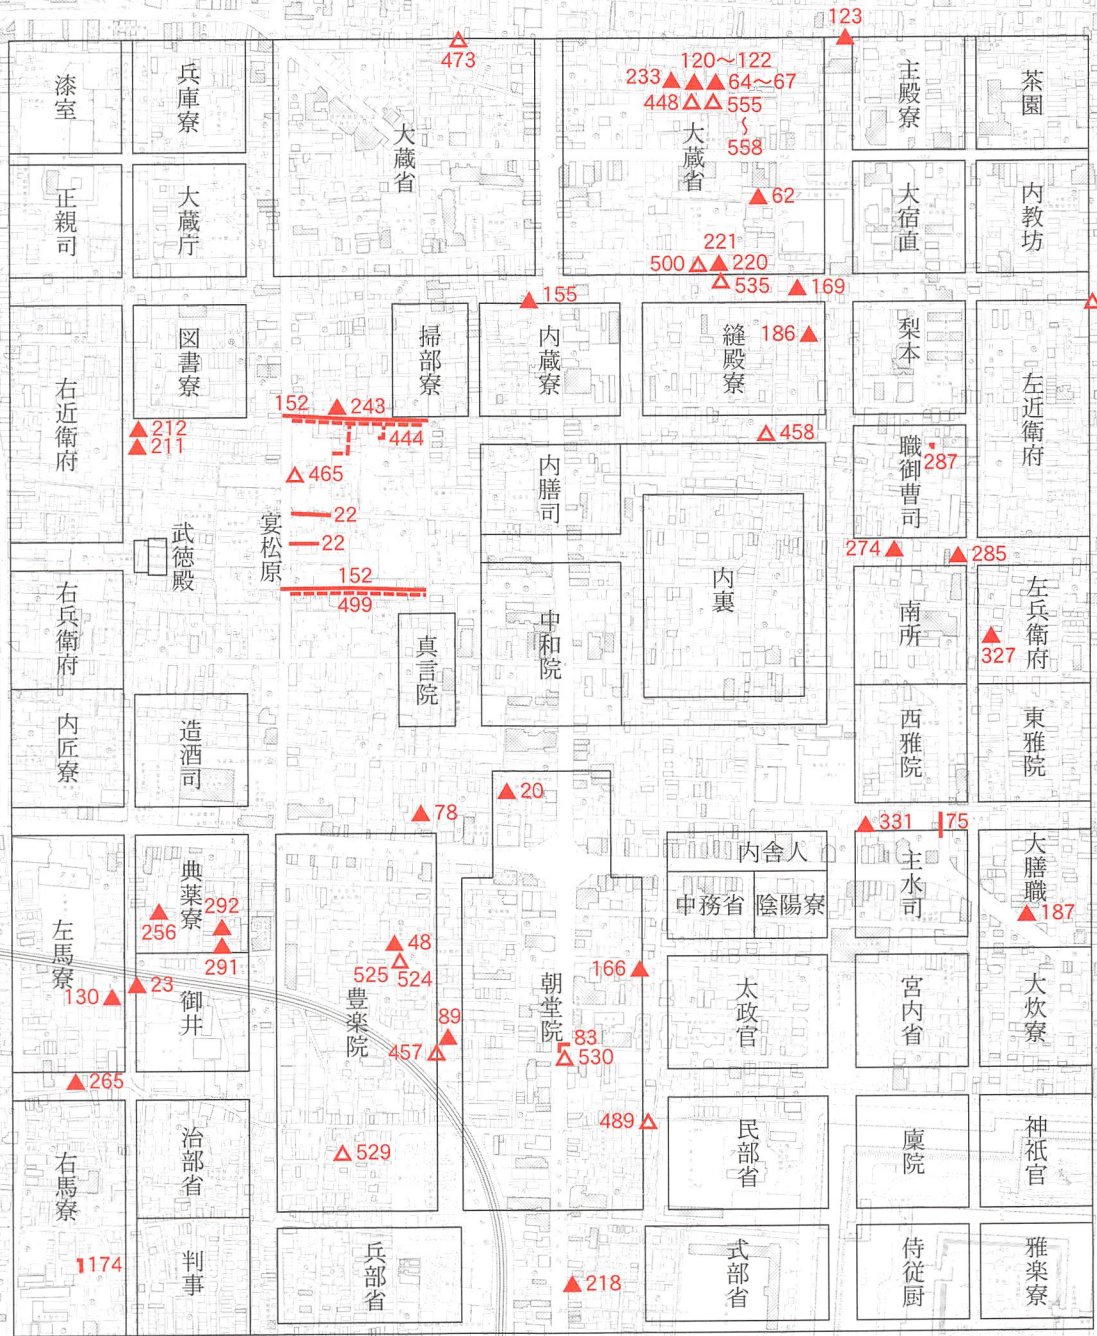 123
473
漆室
兵庫寮
大蔵省
120～122
233
64～67
448
555
～
558
大蔵省
主殿寮
茶園
正親司
大蔵庁
62
大宿直
内教坊
221
500
220
535
169
155
右近衛府
図書寮
掃部寮
内蔵寮
縫殿寮
186
梨本
左近衛府
152
243
444
212
211
458
465
内膳司
職御曹司
287
22
宴松原
22
武徳殿
274
285
152
499
内裏
右兵衛府
真言院
中和院
南所
左兵衛府
327
内匠寮
造酒司
西雅院
東雅院
20
78
331
75
内舎人
中務省
陰陽寮
主水司
大膳職
187
典薬寮
292
256
291
左馬寮
48
525
524
166
23
130
御井
豊楽院
朝堂院
太政官
宮内省
大炊寮
89
457
83
530
265
489
治部省
529
民部省
廩院
神祇官
右馬寮
174
判事
兵部省
218
式部省
侍従厨
雅楽寮